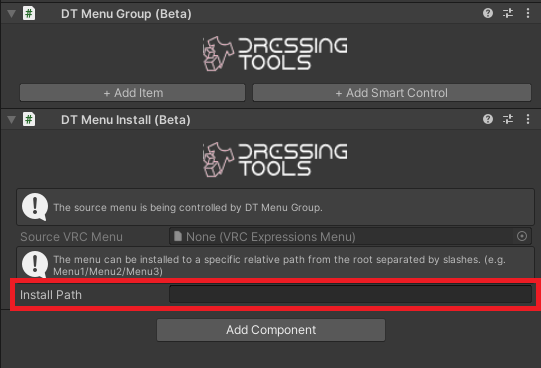 DT Menu Group (Beta)
DRESSING
TOOLS
+ Add Item
+ Add Smart Control
DT Menu Install (Beta)
DRESSING
TOOLS
The source menu is being controlled by DT Menu Group.
Source VRC Menu
None (VRC Expressions Menu)
The menu can be installed to a specific relative path from the root separated by slashes. (e.g.
Menu1/Menu2/Menu3)
Install Path
Add Component